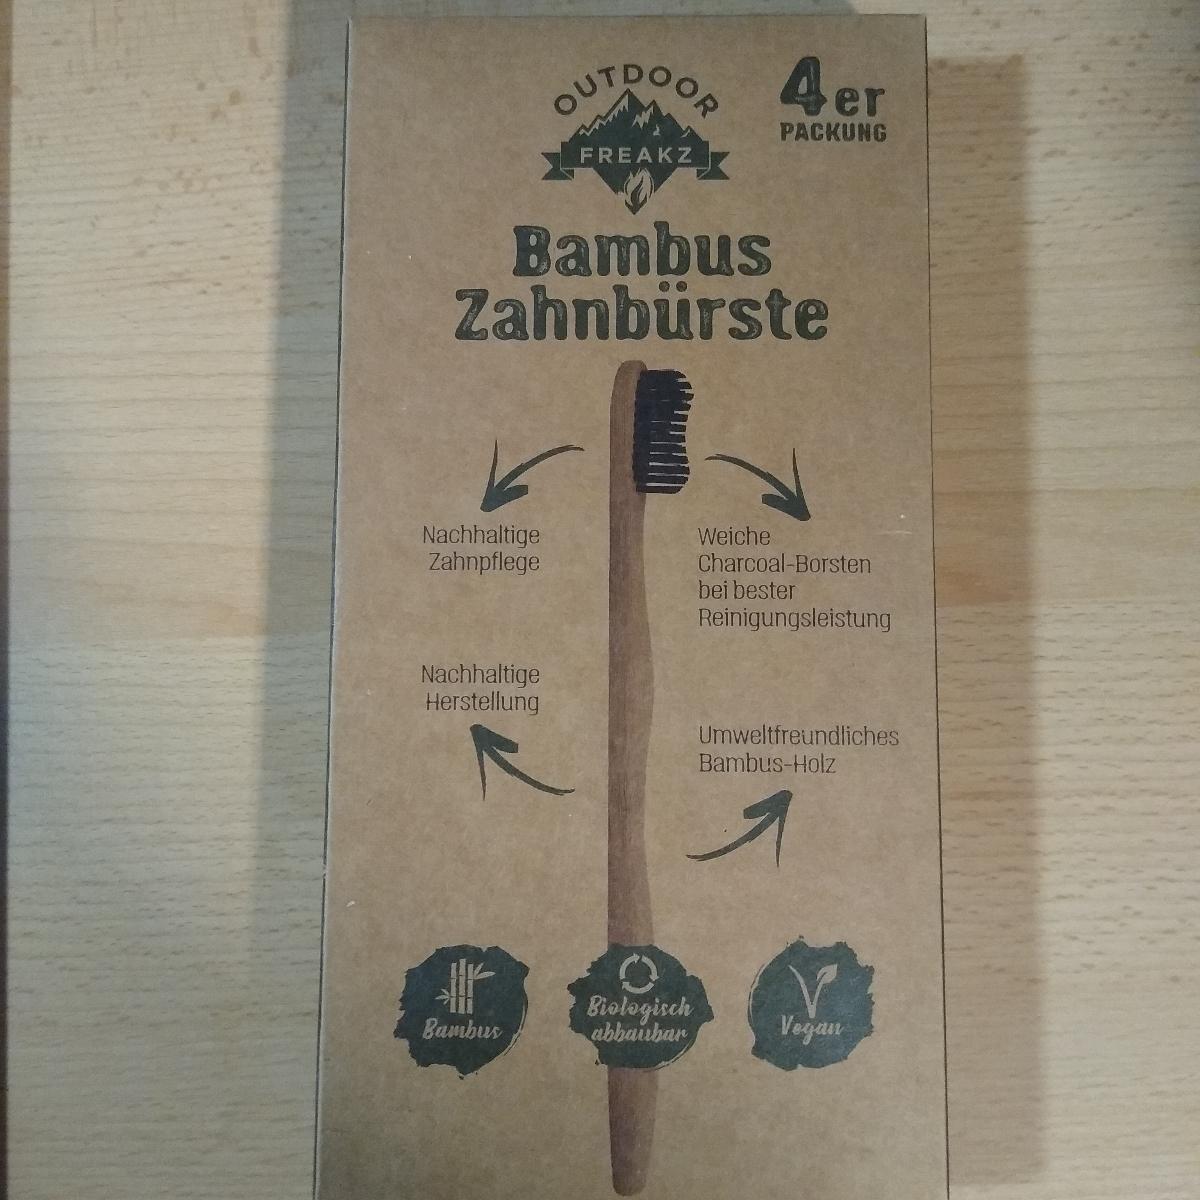 OUTDOOR
FREAKZ
4er
PACKUNG
Bambus
Zahnbürste
Nachhaltige
Zahnpflege
Weiche
Charcoal-Borsten
bei bester
Reinigungsleistung
Nachhaltige
Herstellung
Umweltfreundliches
Bambus-Holz
Bambus
Biologisch
abbaubar
Vegan